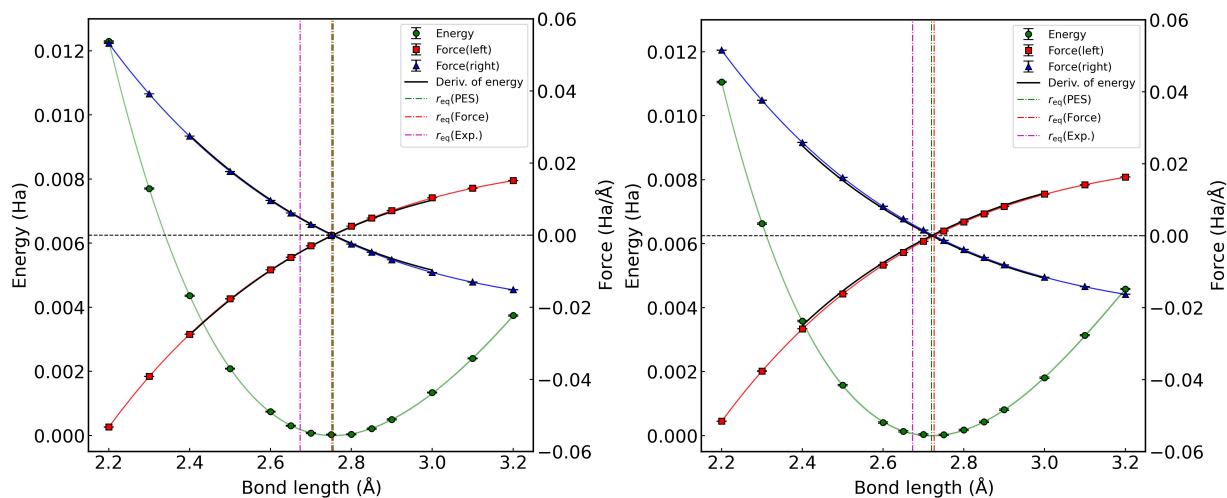 0.012
0.010
0.008
0.006
0.004
0.002
0.000
Energy (Ha)
2.2 2.4 2.6 2.8 3.0 3.2
Bond length (Å)
0.06
0.04
0.02
0.00
−0.02
−0.04
−0.06
Force (Ha/Å)
Energy
Force(left)
Force(right)
Deriv. of energy
req(PES)
req(Force)
req(Exp.)
0.012
0.010
0.008
0.006
0.004
0.002
0.000
Energy (Ha)
2.2 2.4 2.6 2.8 3.0 3.2
Bond length (Å)
0.06
0.04
0.02
0.00
−0.02
−0.04
−0.06
Force (Ha/Å)
Energy
Force(left)
Force(right)
Deriv. of energy
req(PES)
req(Force)
req(Exp.)